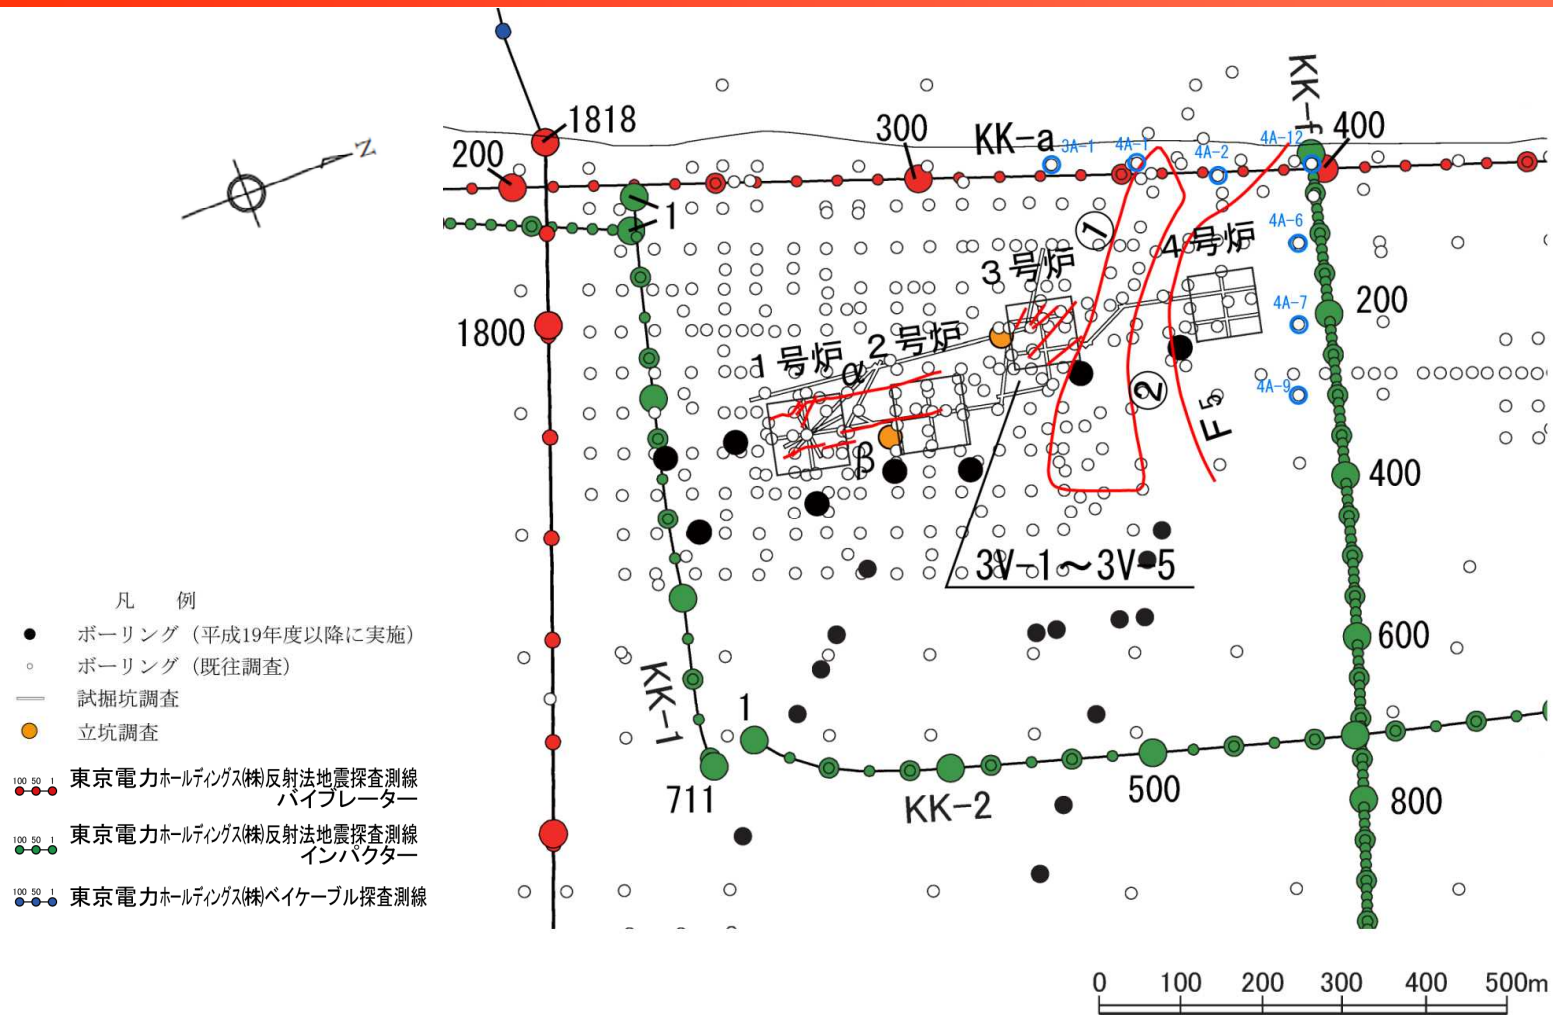 N
1818
200
300
KK-a
3A-1
4A-1
4A-2
4A-12
KK-f
400
1
①
4A-6
4号炉
3号炉
200
4A-7
1800
1号炉
2号炉
α
②
4A-9
F5
β
400
3V-1～3V-5
凡 例
ボーリング（平成19年度以降に実施）
ボーリング（既往調査）
試掘坑調査
立坑調査
100 50 1
東京電力ホールディングス(株)反射法地震探査測線
バイブレーター
100 50 1
東京電力ホールディングス(株)反射法地震探査測線
インパクター
100 50 1
東京電力ホールディングス(株)ベイケーブル探査測線
600
KK-1
1
711
KK-2
500
800
0 100 200 300 400 500m